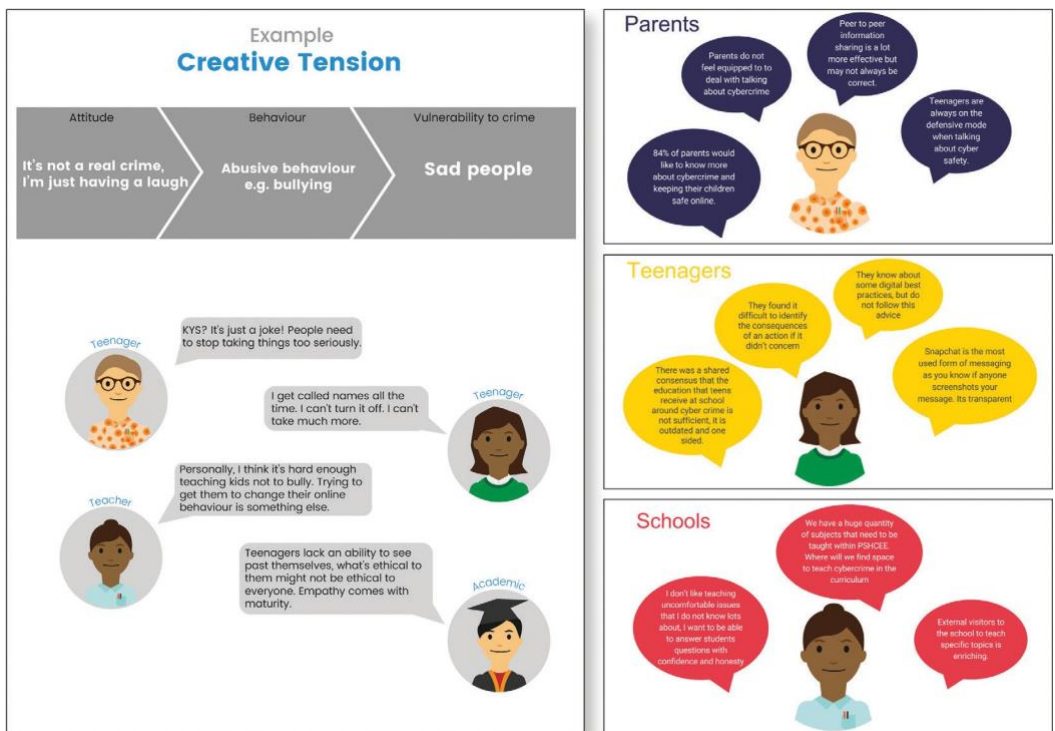 Example
Creative Tension
Attitude
It's not a real crime,
I'm just having a laugh
Behaviour
Abusive behaviour
e.g. bullying
Vulnerability to crime
Sad people
Teenager
KYS? It's just a joke! People need
to stop taking things too seriously.
Teenager
I get called names all the
time. I can't turn it off. I can't
take much more.
Teacher
Personally, I think it's hard enough
teaching kids not to bully. Trying to
get them to change their online
behaviour is something else.
Academic
Teenagers lack an ability to see
past themselves, what's ethical to
them might not be ethical to
everyone. Empathy comes with
maturity.
Parents
84% of parents would
like to know more
about cybercrime and
keeping their children
safe online.
Parents do not
feel equipped to to
deal with talking
about cybercrime
Peer to peer
information
sharing is a lot
more effective but
may not always be
correct.
Teenagers are
always on the
defensive mode
when talking
about cyber
safety.
Teenagers
There was a shared
consensus that the
education that teens
receive at school
around cyber crime is
not sufficient, it is
outdated and one
sided.
They found it
difficult to identify
the consequences
of an action if it
didn't concern
They know about
some digital best
practices, but do
not follow this
advice
Snapchat is the most
used form of messaging
as you know if anyone
screenshots your
message. Its transparent
Schools
I don't like teaching
uncomfortable issues
that I do not know lots
about, I want to be able
to answer students
questions with
confidence and honesty
We have a huge quantity
of subjects that need to be
taught within PSHCEE.
Where will we find space
to teach cybercrime in the
curriculum
External visitors to
the school to teach
specific topics is
enriching.